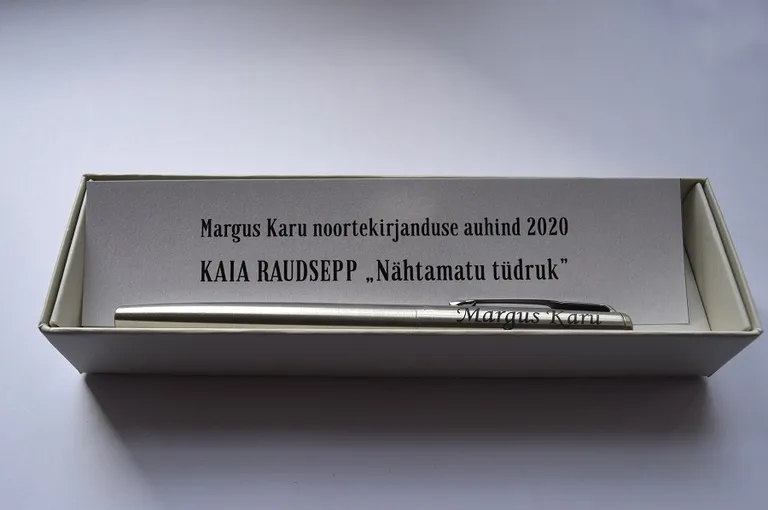 Margus Karu noortekirjanduse auhind 2020
KAIA RAUDSEPP „Nähtamatu tüdruk”
Margus Karu